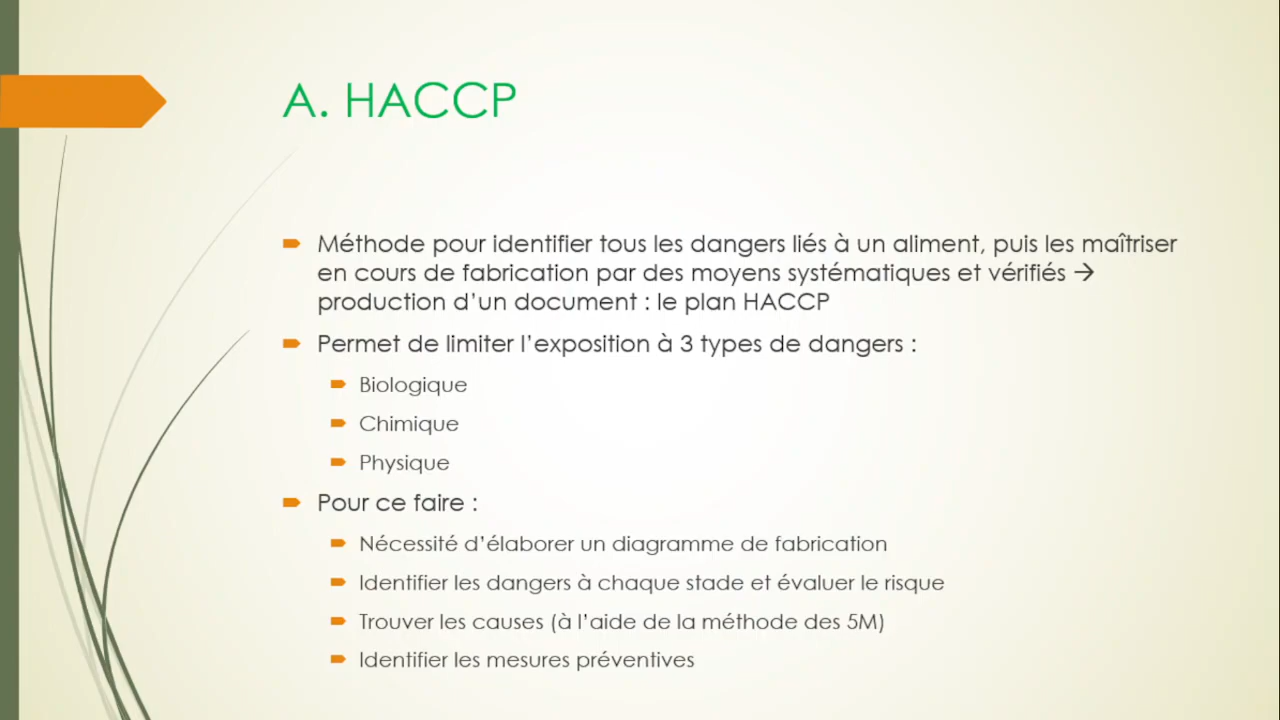 A. HACCP
Méthode pour identifier tous les dangers liés à un aliment, puis les maîtriser
en cours de fabrication par des moyens systématiques et vérifiés →
production d’un document : le plan HACCP
Permet de limiter l’exposition à 3 types de dangers :
Biologique
Chimique
Physique
Pour ce faire :
Nécessité d’élaborer un diagramme de fabrication
Identifier les dangers à chaque stade et évaluer le risque
Trouver les causes (à l’aide de la méthode des 5M)
Identifier les mesures préventives